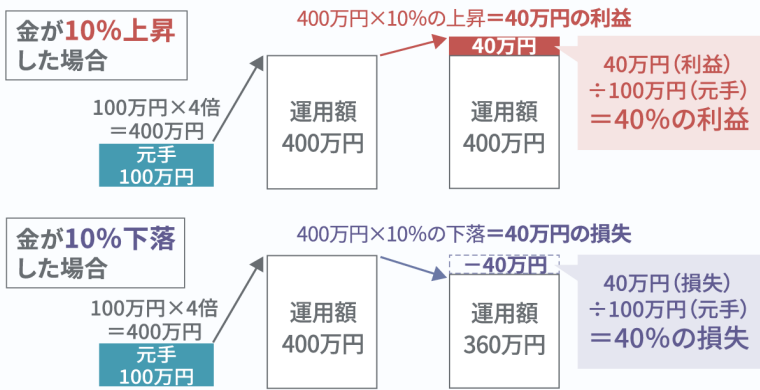 金が10%上昇
した場合
400万円×10%の上昇＝40万円の利益
100万円×4倍
＝400万円
元手
100万円
運用額
400万円
40万円
運用額
400万円
40万円(利益)
÷100万円(元手)
＝40%の利益
金が10%下落
した場合
400万円×10%の下落＝40万円の損失
100万円×4倍
＝400万円
元手
100万円
運用額
400万円
－40万円
運用額
360万円
40万円(損失)
÷100万円(元手)
＝40%の損失